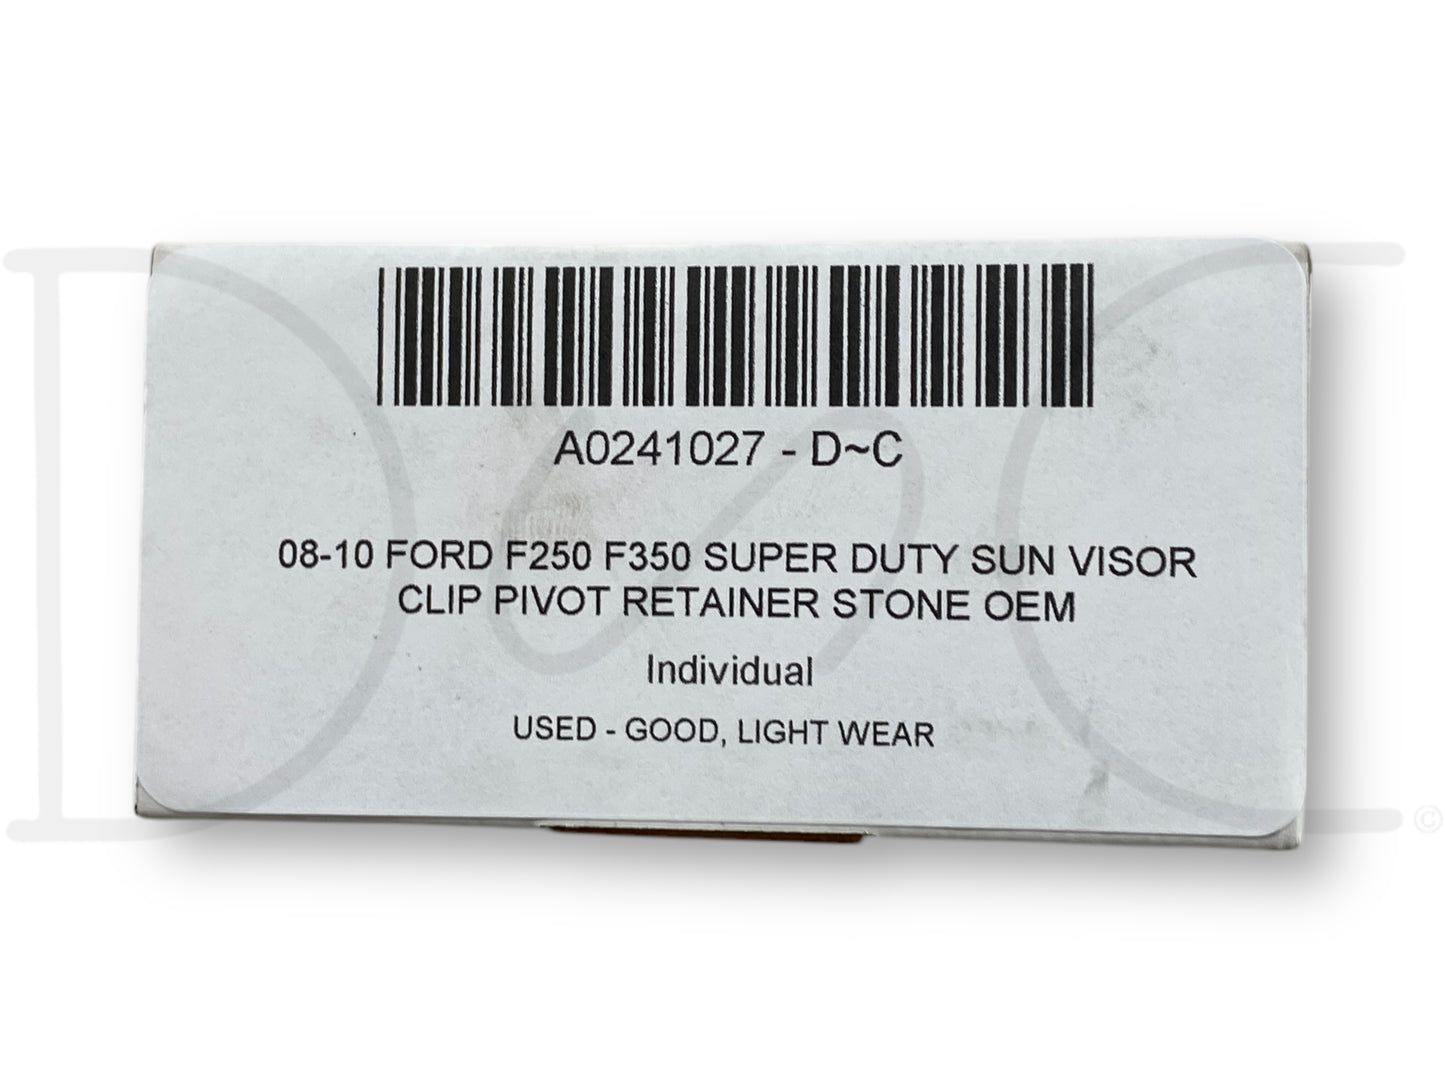 A0241027 - D~C
08-10 FORD F250 F350 SUPER DUTY SUN VISOR
CLIP PIVOT RETAINER STONE OEM
Individual
USED - GOOD, LIGHT WEAR
DnC ©